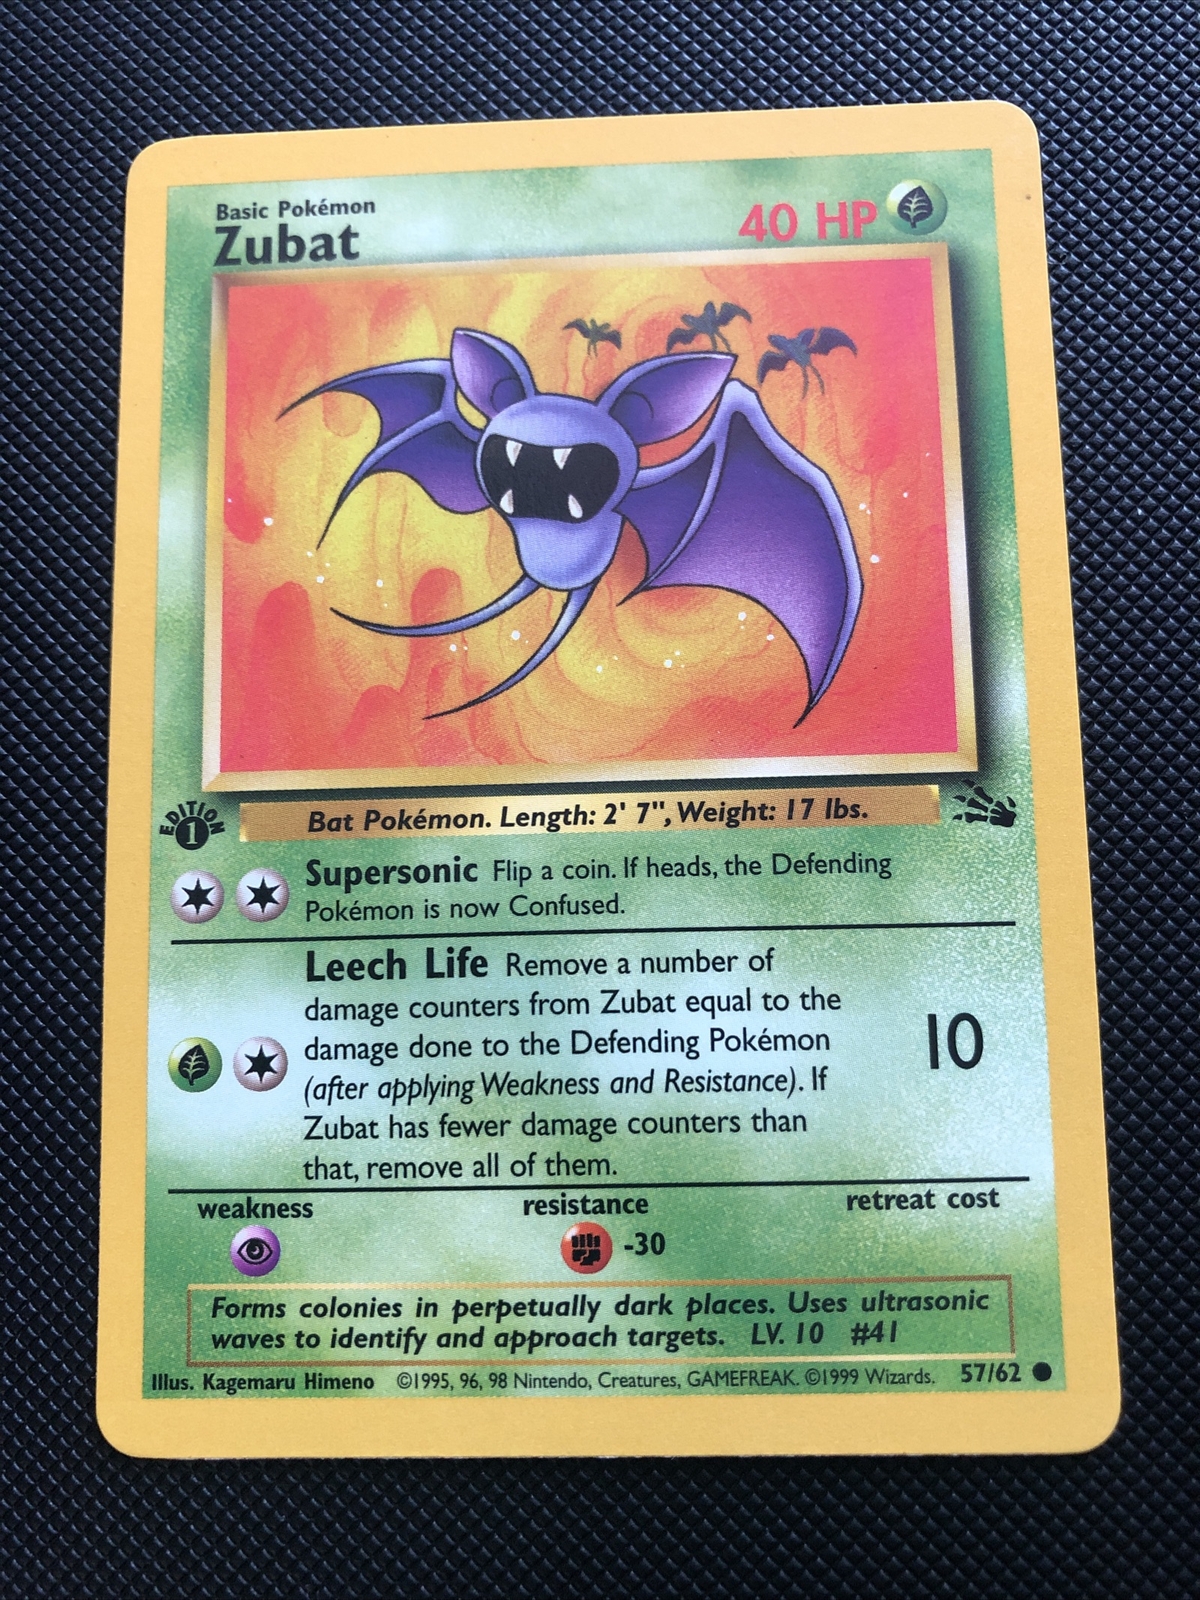 Basic Pokémon
Zubat
40 HP
Bat Pokémon. Length: 2' 7", Weight: 17 lbs.
EDITION
1
Supersonic Flip a coin. If heads, the Defending
Pokémon is now Confused.
Leech Life Remove a number of
damage counters from Zubat equal to the
damage done to the Defending Pokémon
(after applying Weakness and Resistance). If
Zubat has fewer damage counters than
that, remove all of them.
10
weakness resistance retreat cost
-30
Forms colonies in perpetually dark places. Uses ultrasonic
waves to identify and approach targets. LV. 10 #41
Illus. Kagemaru Himeno ©1995, 96, 98 Nintendo, Creatures, GAMEFREAK. ©1999 Wizards. 57/62